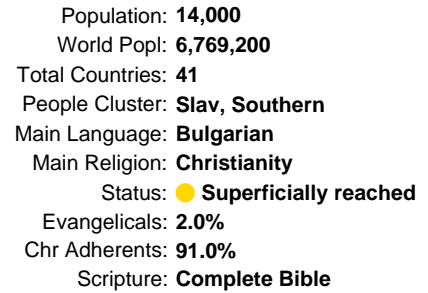 Population: 14,000
World Popl: 6,769,200
Total Countries: 41
People Cluster: Slav, Southern
Main Language: Bulgarian
Main Religion: Christianity
Status: Superficially reached
Evangelicals: 2.0%
Chr Adherents: 91.0%
Scripture: Complete Bible